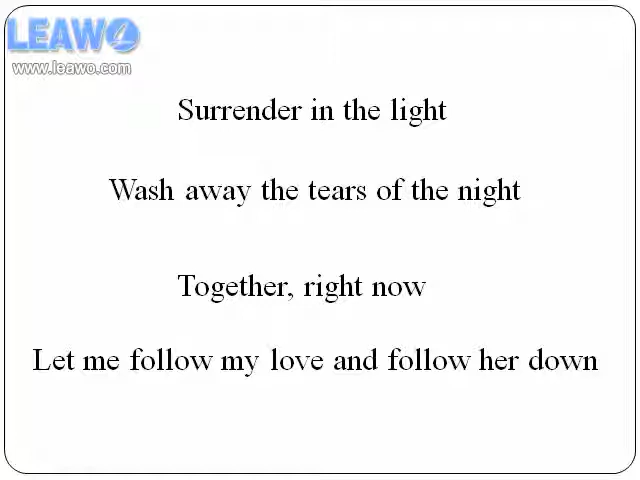 LEAWO
www.leawo.com
Surrender in the light
Wash away the tears of the night
Together, right now
Let me follow my love and follow her down